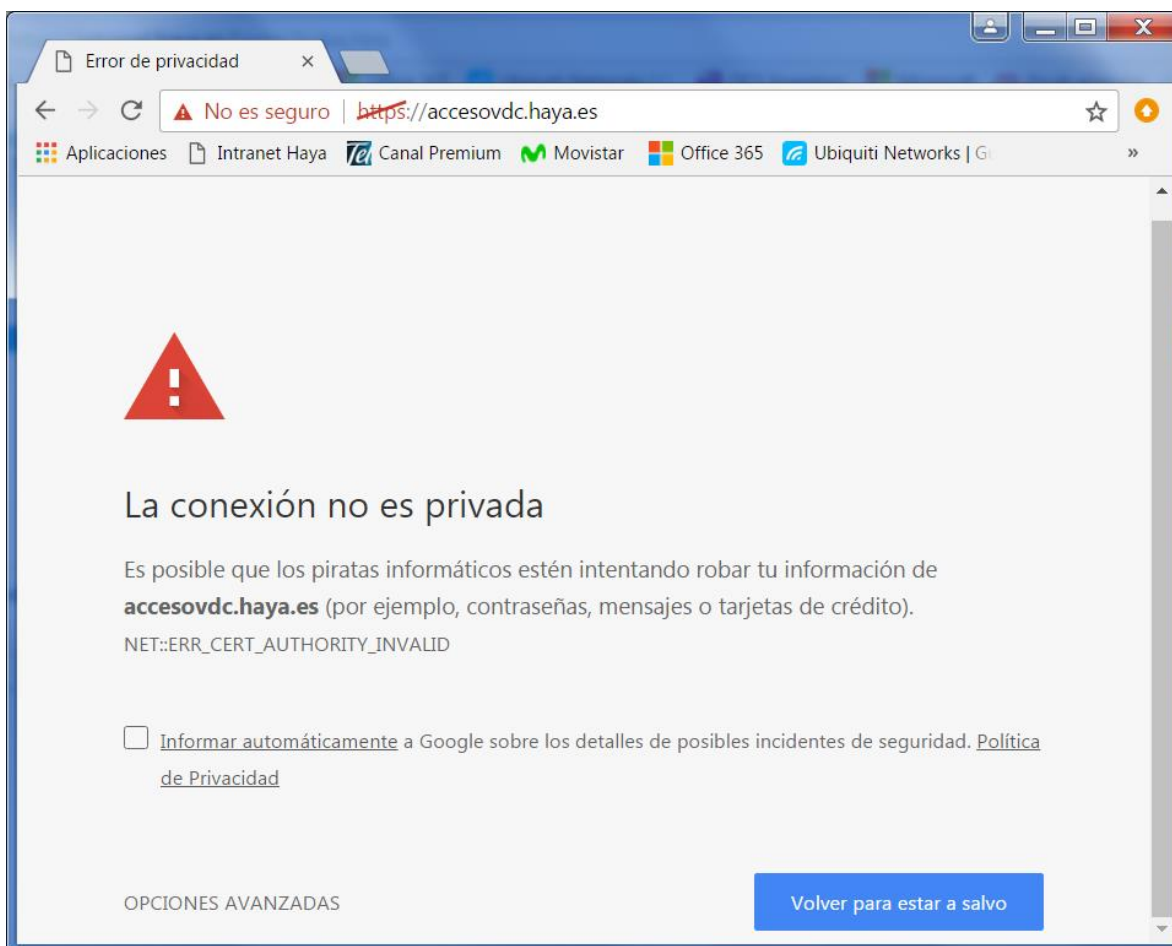 Error de privacidad
No es seguro | https://accesovdc.haya.es
Aplicaciones Intranet Haya Canal Premium Movistar Office 365 Ubiquiti Networks |
La conexión no es privada
Es posible que los piratas informáticos estén intentando robar tu información de
accesovdc.haya.es (por ejemplo, contraseñas, mensajes o tarjetas de crédito).
NET::ERR_CERT_AUTHORITY_INVALID
Informar automáticamente a Google sobre los detalles de posibles incidentes de seguridad. Política
de Privacidad
OPCIONES AVANZADAS Volver para estar a salvo